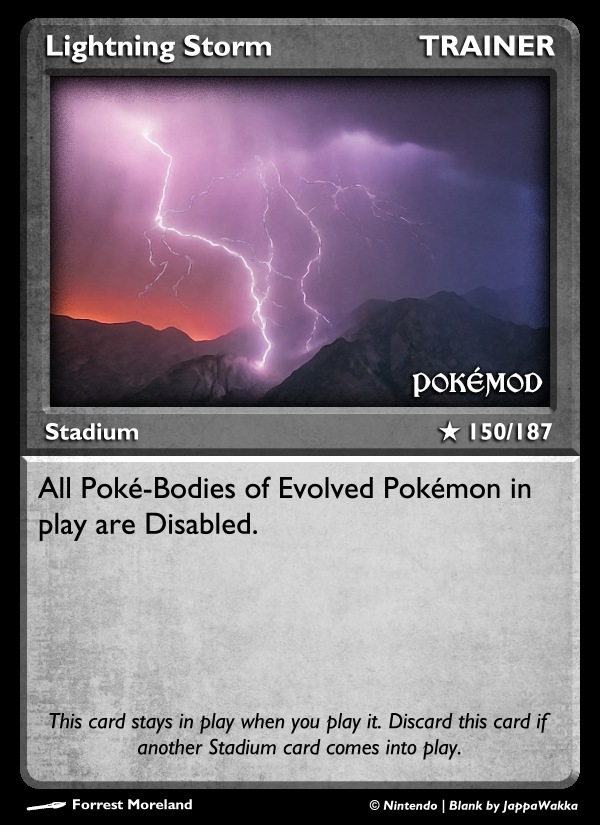 Lightning Storm TRAINER
POKÉMOD
Stadium ★ 150/187
All Poké-Bodies of Evolved Pokémon in
play are Disabled.
This card stays in play when you play it. Discard this card if
another Stadium card comes into play.
Forrest Moreland © Nintendo | Blank by JappaWakka